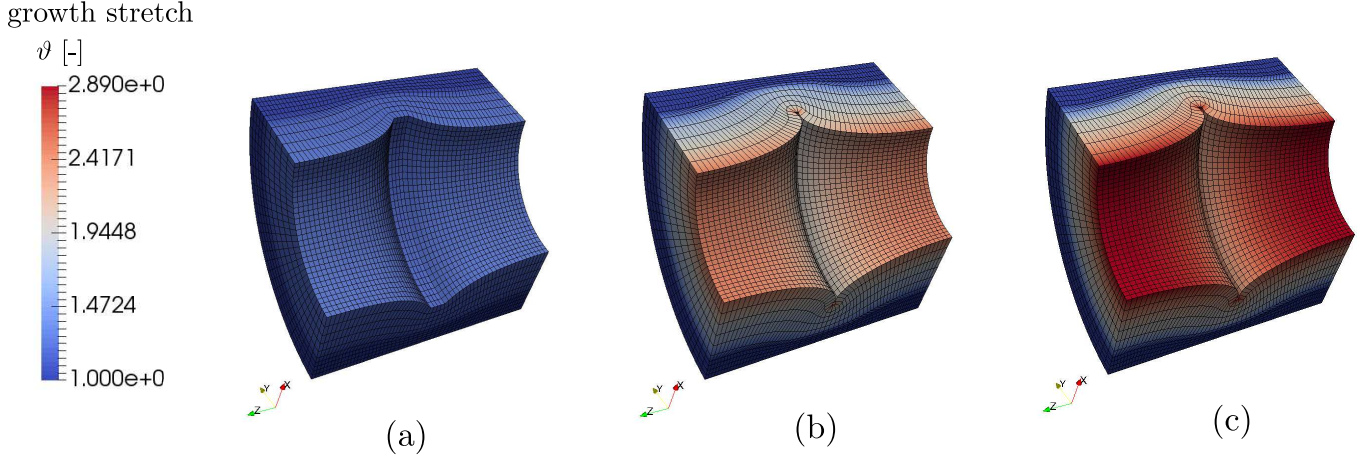 growth stretch
ϑ [-]
2.890e+0
2.4171
1.9448
1.4724
1.000e+0
Y X Z
Y X Z
Y X Z
(a)
(b)
(c)